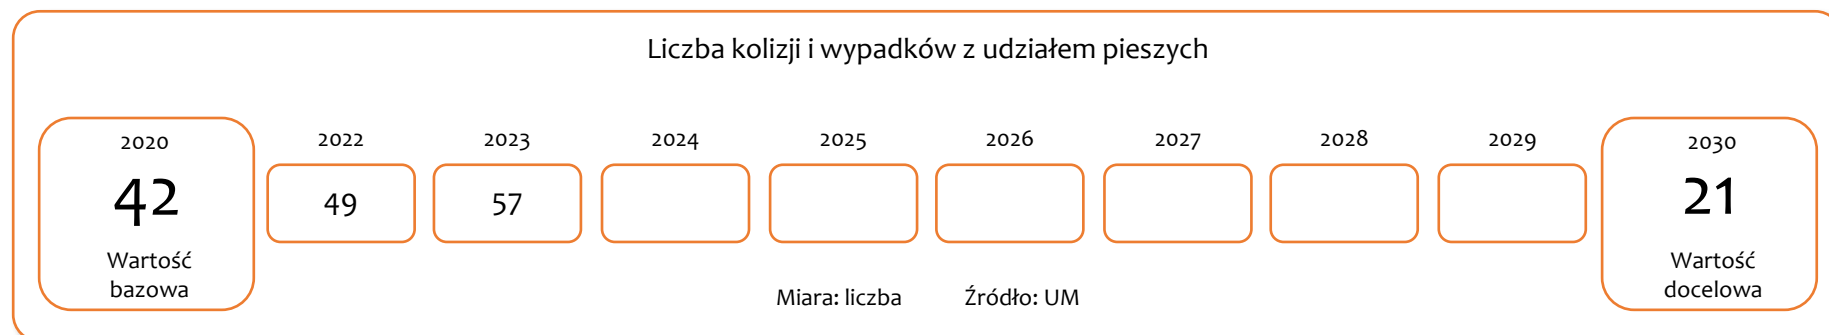 Liczba kolizji i wypadków z udziałem pieszych
2020
42
Wartość
bazowa
2022
49
2023
57
2024
2025
2026
2027
2028
2029
2030
21
Wartość
docelowa
Miara: liczba Źródło: UM